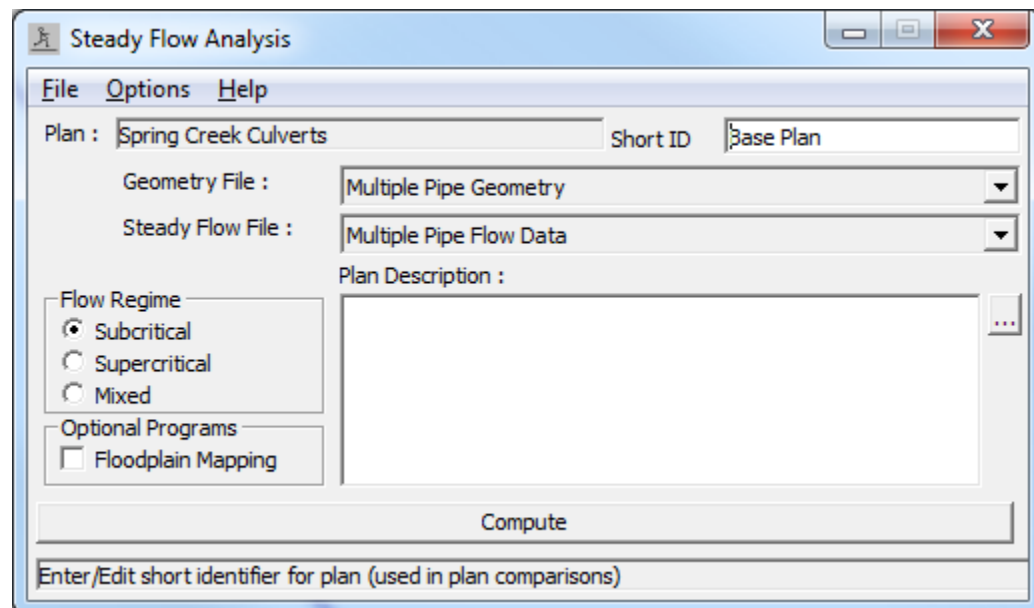 Steady Flow Analysis
File Options Help
Plan : Spring Creek Culverts Short ID Base Plan
Geometry File : Multiple Pipe Geometry
Steady Flow File : Multiple Pipe Flow Data
Plan Description :
Flow Regime
Subcritical
Supercritical
Mixed
Optional Programs
Floodplain Mapping
...
Compute
Enter/Edit short identifier for plan (used in plan comparisons)